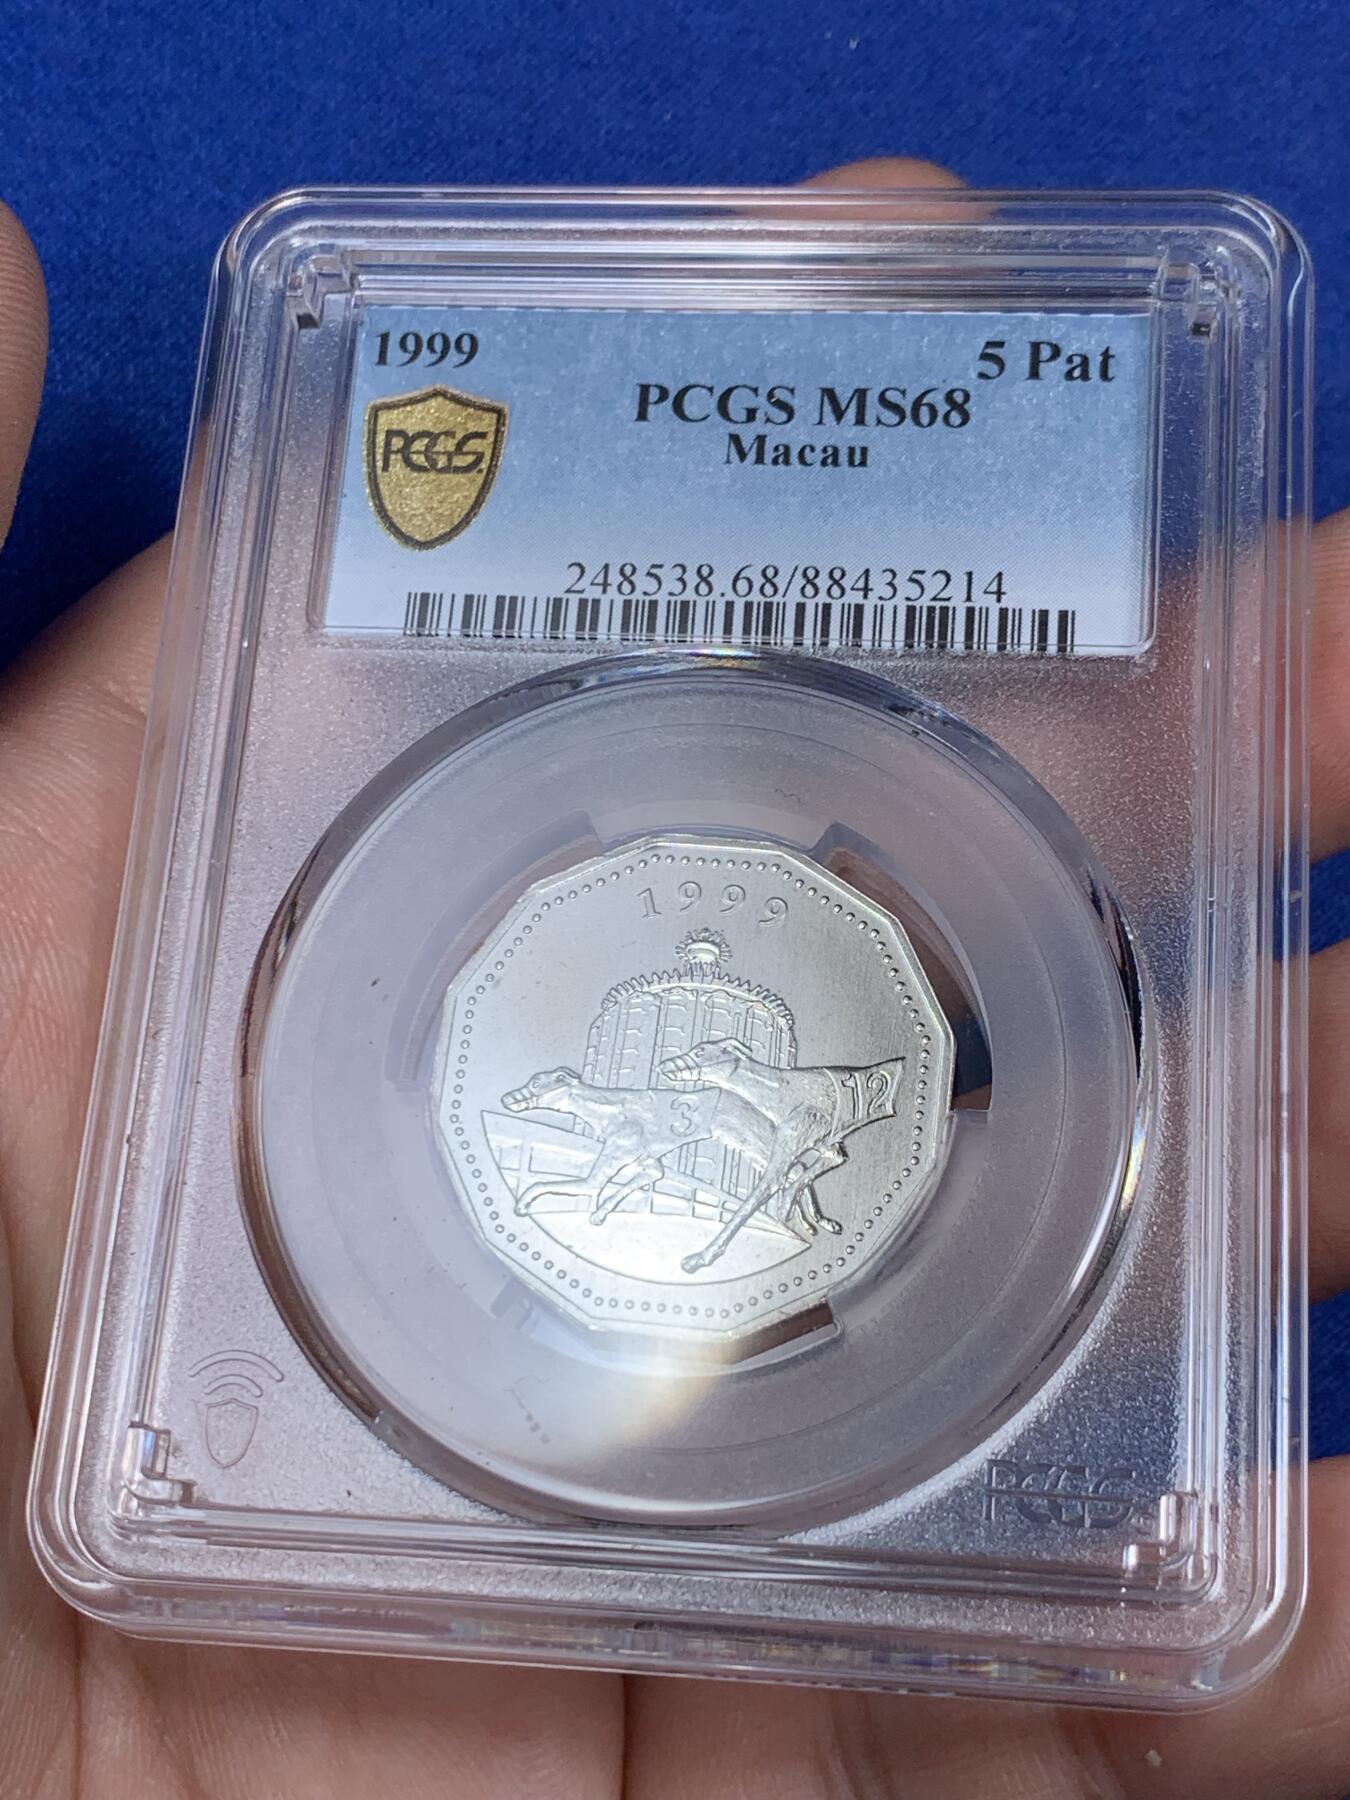 1999 5 Pat
PCGS MS68
Macau
PCGS
248538.68/88435214
1999
3
12
PCGS